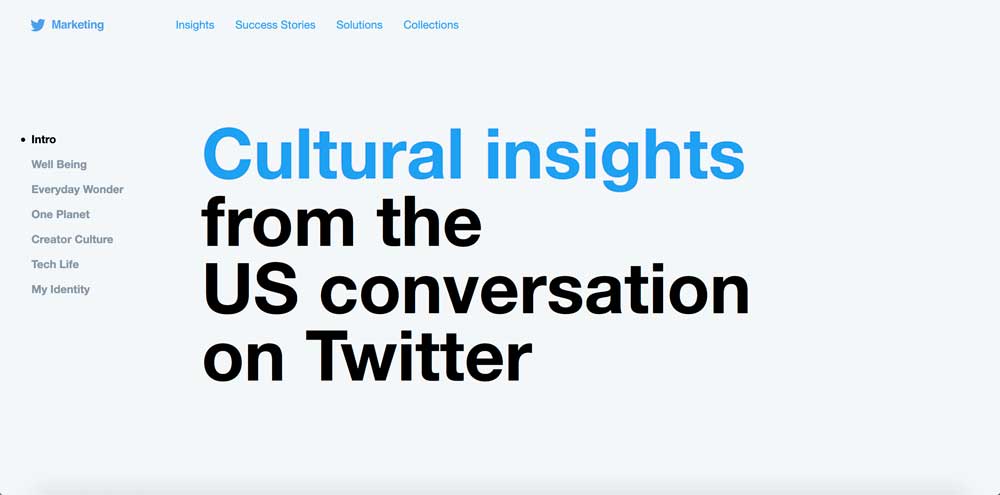 Marketing Insights Success Stories Solutions Collections
Intro
Well Being
Everyday Wonder
One Planet
Creator Culture
Tech Life
My Identity
Cultural insights
from the
US conversation
on Twitter